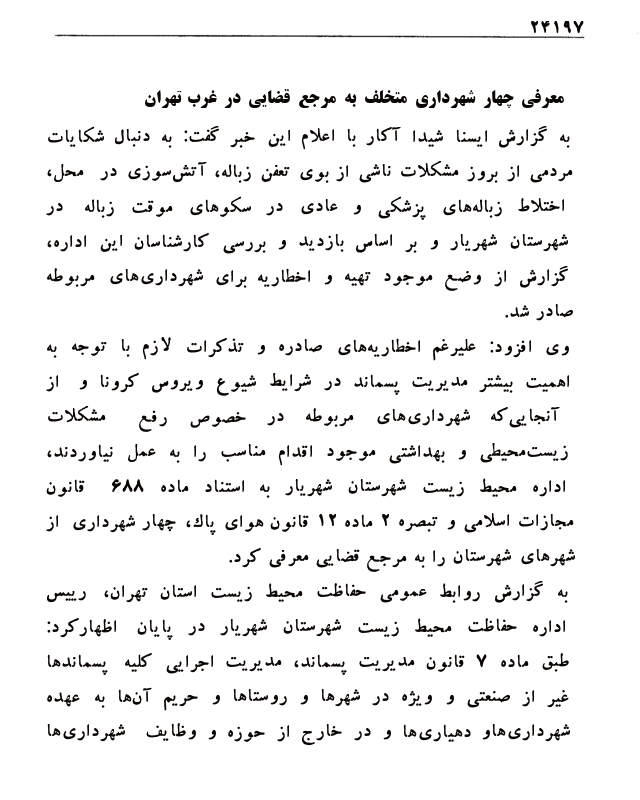 ۲۴۱۹۷
معرفی چهار شهرداری متخلف به مرجع قضایی در غرب تهران
به گزارش ایسنا شیدا آکار با اعلام این خبر گفت: به دنبال شکایات
مردمی از بروز مشکلات ناشی از بوی تعفن زباله، آتش‌سوزی در محل،
اختلاط زباله‌های پزشکی و عادی در سکوهای موقت زباله در
شهرستان شهریار و بر اساس بازدید و بررسی کارشناسان این اداره،
گزارش از وضع موجود تهیه و اخطاریه برای شهرداری‌های مربوطه
صادر شد.
وی افزود: علیرغم اخطاریه‌های صادره و تذکرات لازم با توجه به
اهمیت بیشتر مدیریت پسماند در شرایط شیوع ویروس کرونا و از
آنجایی‌که شهرداری‌های مربوطه در خصوص رفع مشکلات
زیست‌محیطی و بهداشتی موجود اقدام مناسب را به عمل نیاوردند،
اداره محیط زیست شهرستان شهریار به استناد ماده ۶۸۸ قانون
مجازات اسلامی و تبصره ۲ ماده ۱۲ قانون هوای پاك، چهار شهرداری از
شهرهای شهرستان را به مرجع قضایی معرفی کرد.
به گزارش روابط عمومی حفاظت محیط زیست استان تهران، رییس
اداره حفاظت محیط زیست شهرستان شهریار در پایان اظهارکرد:
طبق ماده ۷ قانون مدیریت پسماند، مدیریت اجرایی کلیه پسماندها
غیر از صنعتی و ویژه در شهرها و روستاها و حریم آن‌ها به عهده
شهرداری‌هاو دهیاری‌ها و در خارج از حوزه و وظایف شهرداری‌ها